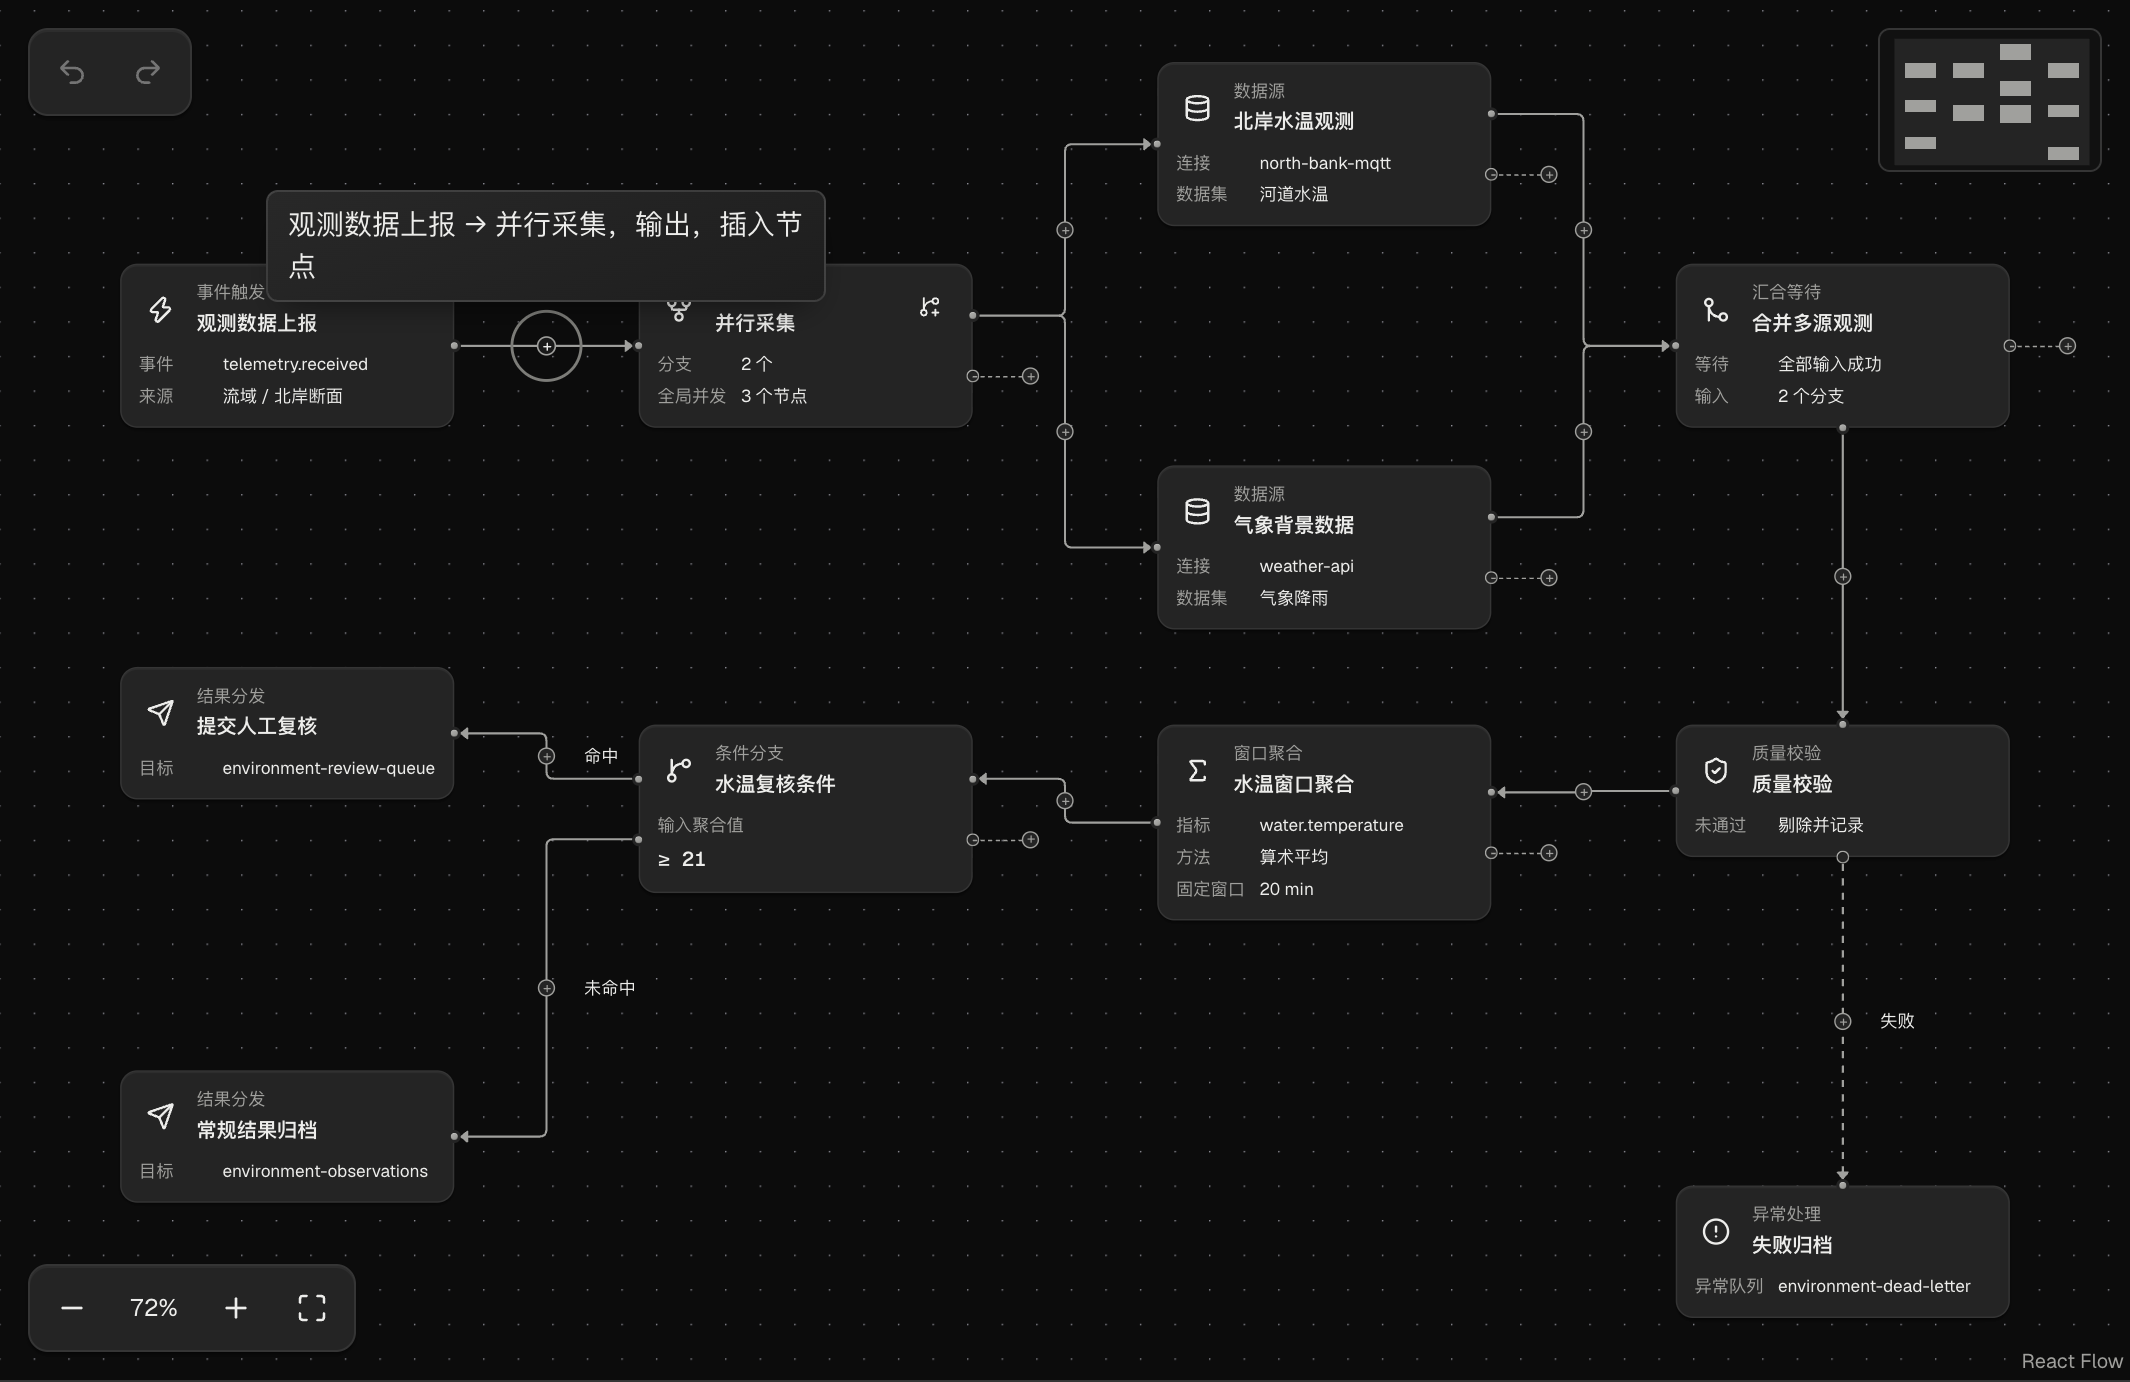 数据源
北岸水温观测
连接 north-bank-mqtt
数据集 河道水温
观测数据上报 → 并行采集，输出，插入节
点
事件触发
观测数据上报
事件 telemetry.received
来源 流域 / 北岸断面
并行采集
分支 2 个
全局并发 3 个节点
汇合等待
合并多源观测
等待 全部输入成功
输入 2 个分支
数据源
气象背景数据
连接 weather-api
数据集 气象降雨
结果分发
提交人工复核
目标 environment-review-queue
命中
条件分支
水温复核条件
输入聚合值
≥ 21
窗口聚合
水温窗口聚合
指标 water.temperature
方法 算术平均
固定窗口 20 min
质量校验
质量校验
未通过 剔除并记录
未命中
失败
结果分发
常规结果归档
目标 environment-observations
异常处理
失败归档
异常队列 environment-dead-letter
72%
React Flow